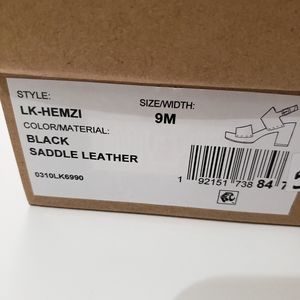 STYLE:
LK-HEMZI
SIZE/WIDTH:
9M
COLOR/MATERIAL:
BLACK
SADDLE LEATHER
0310LK6990
1 92151 738 84 7